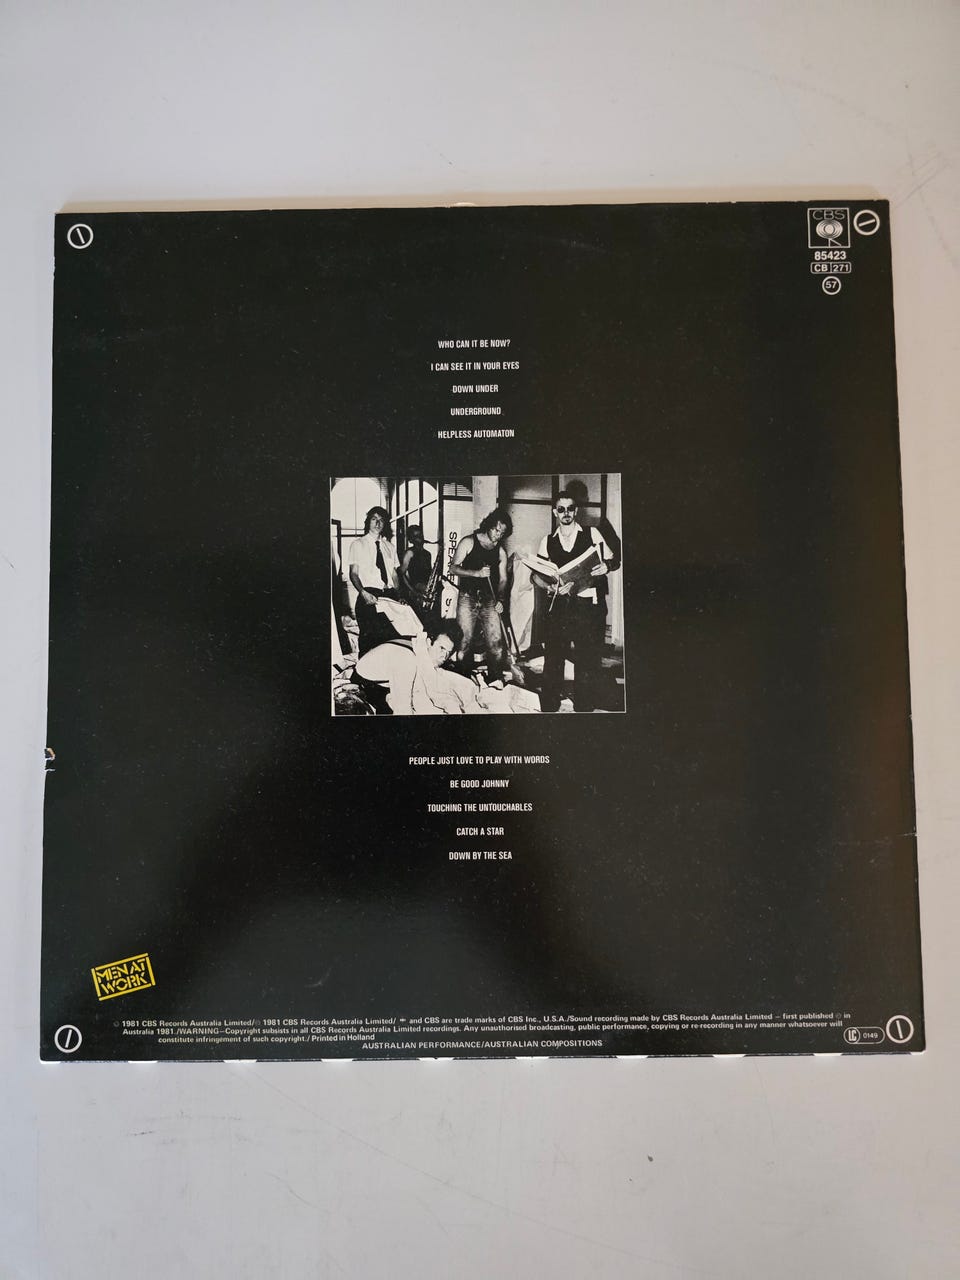 CBS
85423
CB 271
57
WHO CAN IT BE NOW?
I CAN SEE IT IN YOUR EYES
DOWN UNDER
UNDERGROUND
HELPLESS AUTOMATON
PEOPLE JUST LOVE TO PLAY WITH WORDS
BE GOOD JOHNNY
TOUCHING THE UNTOUCHABLES
CATCH A STAR
DOWN BY THE SEA
MEN AT
WORK
1981 CBS Records Australia Limited/ 1981 CBS Records Australia Limited/ and CBS are trade marks of CBS Inc., U.S.A./Sound recording made by CBS Records Australia Limited – first published in
Australia 1981./WARNING–Copyright subsists in all CBS Records Australia Limited recordings. Any unauthorised broadcasting, public performance, copying or re-recording in any manner whatsoever will
constitute infringement of such copyright./Printed in Holland
AUSTRALIAN PERFORMANCE/AUSTRALIAN COMPOSITIONS
LC 0149